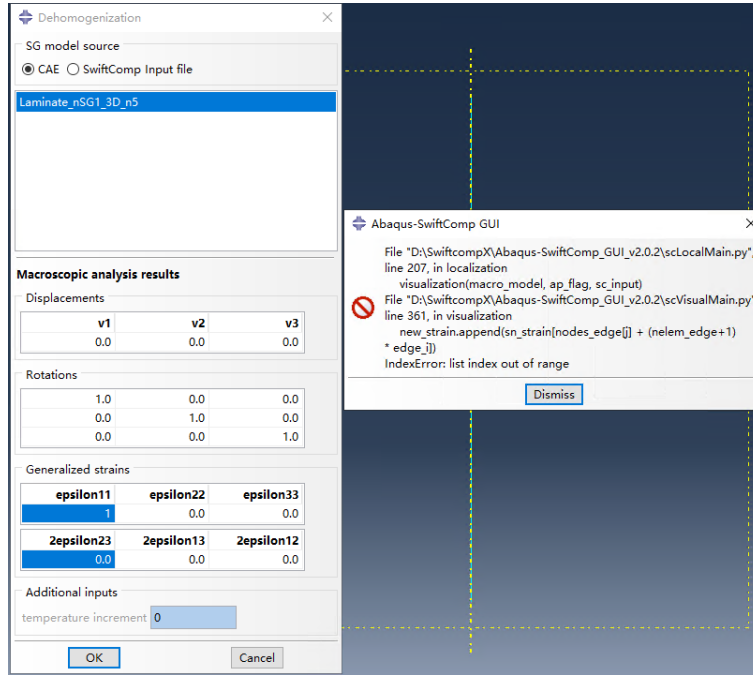 Dehomogenization
SG model source
CAE SwiftComp Input file
Laminate_nSG1_3D_n5
Macroscopic analysis results
Displacements
v1 v2 v3
0.0 0.0 0.0
Rotations
1.0 0.0 0.0
0.0 1.0 0.0
0.0 0.0 1.0
Generalized strains
epsilon11 epsilon22 epsilon33
1 0.0 0.0
2epsilon23 2epsilon13 2epsilon12
0.0 0.0 0.0
Additional inputs
temperature increment 0
OK Cancel
Abaqus-SwiftComp GUI
File "D:\SwiftcompX\Abaqus-SwiftComp_GUI_v2.0.2\scLocalMain.py",
line 207, in localization
visualization(macro_model, ap_flag, sc_input)
File "D:\SwiftcompX\Abaqus-SwiftComp_GUI_v2.0.2\scVisualMain.py"
line 361, in visualization
new_strain.append(sn_strain[nodes_edge[j] + (nelem_edge+1)
* edge_i])
IndexError: list index out of range
Dismiss